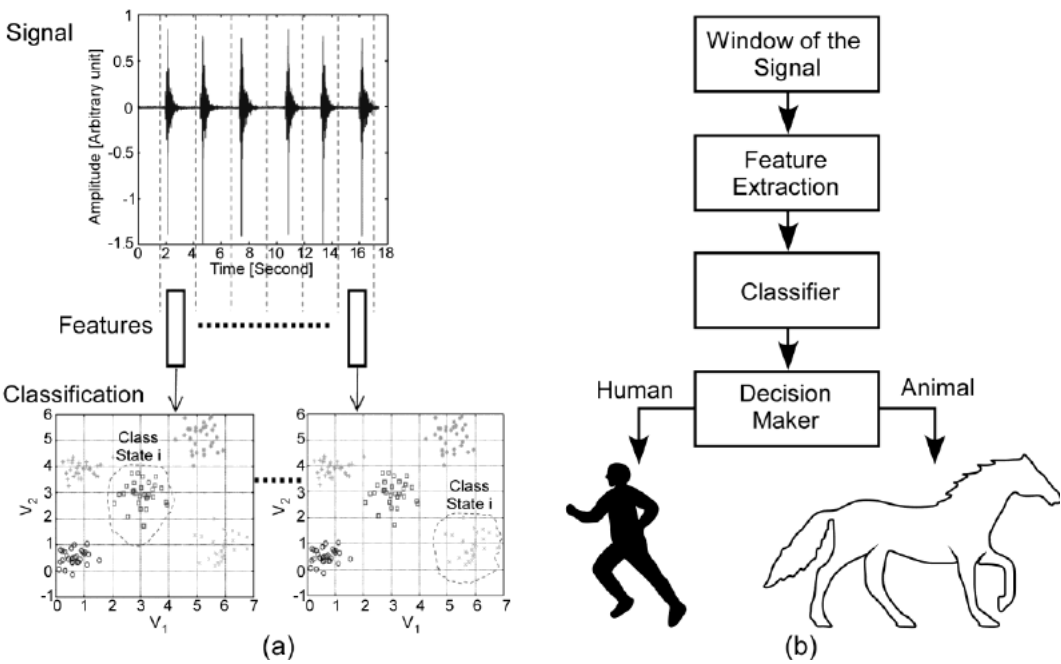 Signal
Amplitude [Arbitrary unit]
1
0.5
0
-0.5
-1
-1.5
0 2 4 6 8 10 12 14 16 18
Time [Second]
Features
Classification
6
5
4
3
2
1
0
-1
V2
Class
State i
0 1 2 3 4 5 6 7
V1
6
5
4
3
2
1
0
-1
V2
Class
State i
0 1 2 3 4 5 6 7
V1
(a)
Window of the
Signal
Feature
Extraction
Classifier
Human
Decision
Maker
Animal
(b)